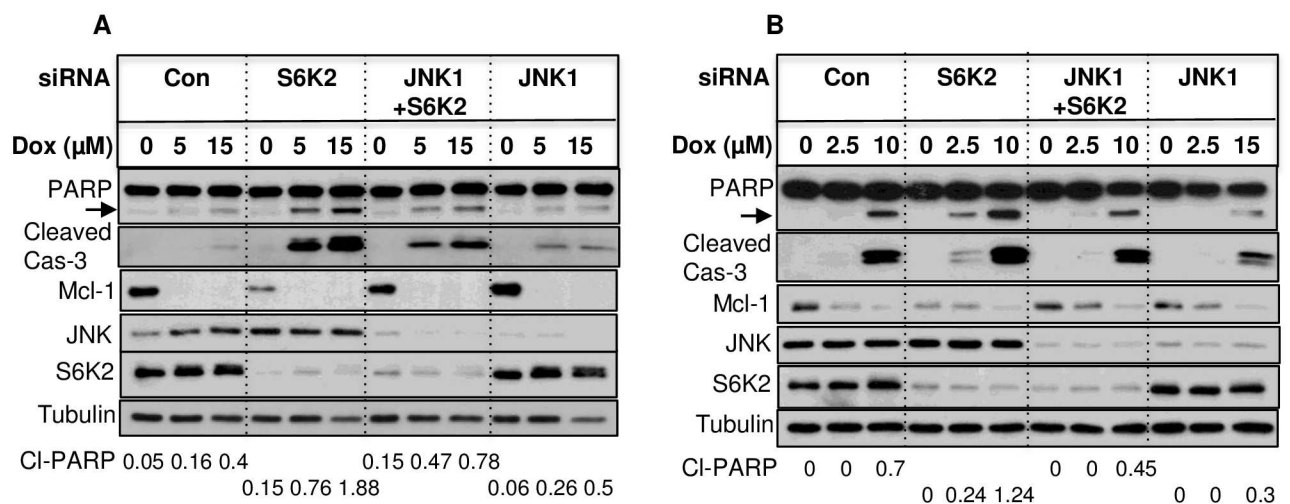 A
siRNA Con S6K2 JNK1 +S6K2 JNK1
Dox (µM) 0 5 15 0 5 15 0 5 15 0 5 15
PARP
Cleaved
Cas-3
Mcl-1
JNK
S6K2
Tubulin
Cl-PARP 0.05 0.16 0.4 0.15 0.47 0.78
0.15 0.76 1.88 0.06 0.26 0.5
B
siRNA Con S6K2 JNK1 +S6K2 JNK1
Dox (µM) 0 2.5 10 0 2.5 10 0 2.5 10 0 2.5 15
PARP
Cleaved
Cas-3
Mcl-1
JNK
S6K2
Tubulin
Cl-PARP 0 0 0.7 0 0 0.45
0 0.24 1.24 0 0 0.3